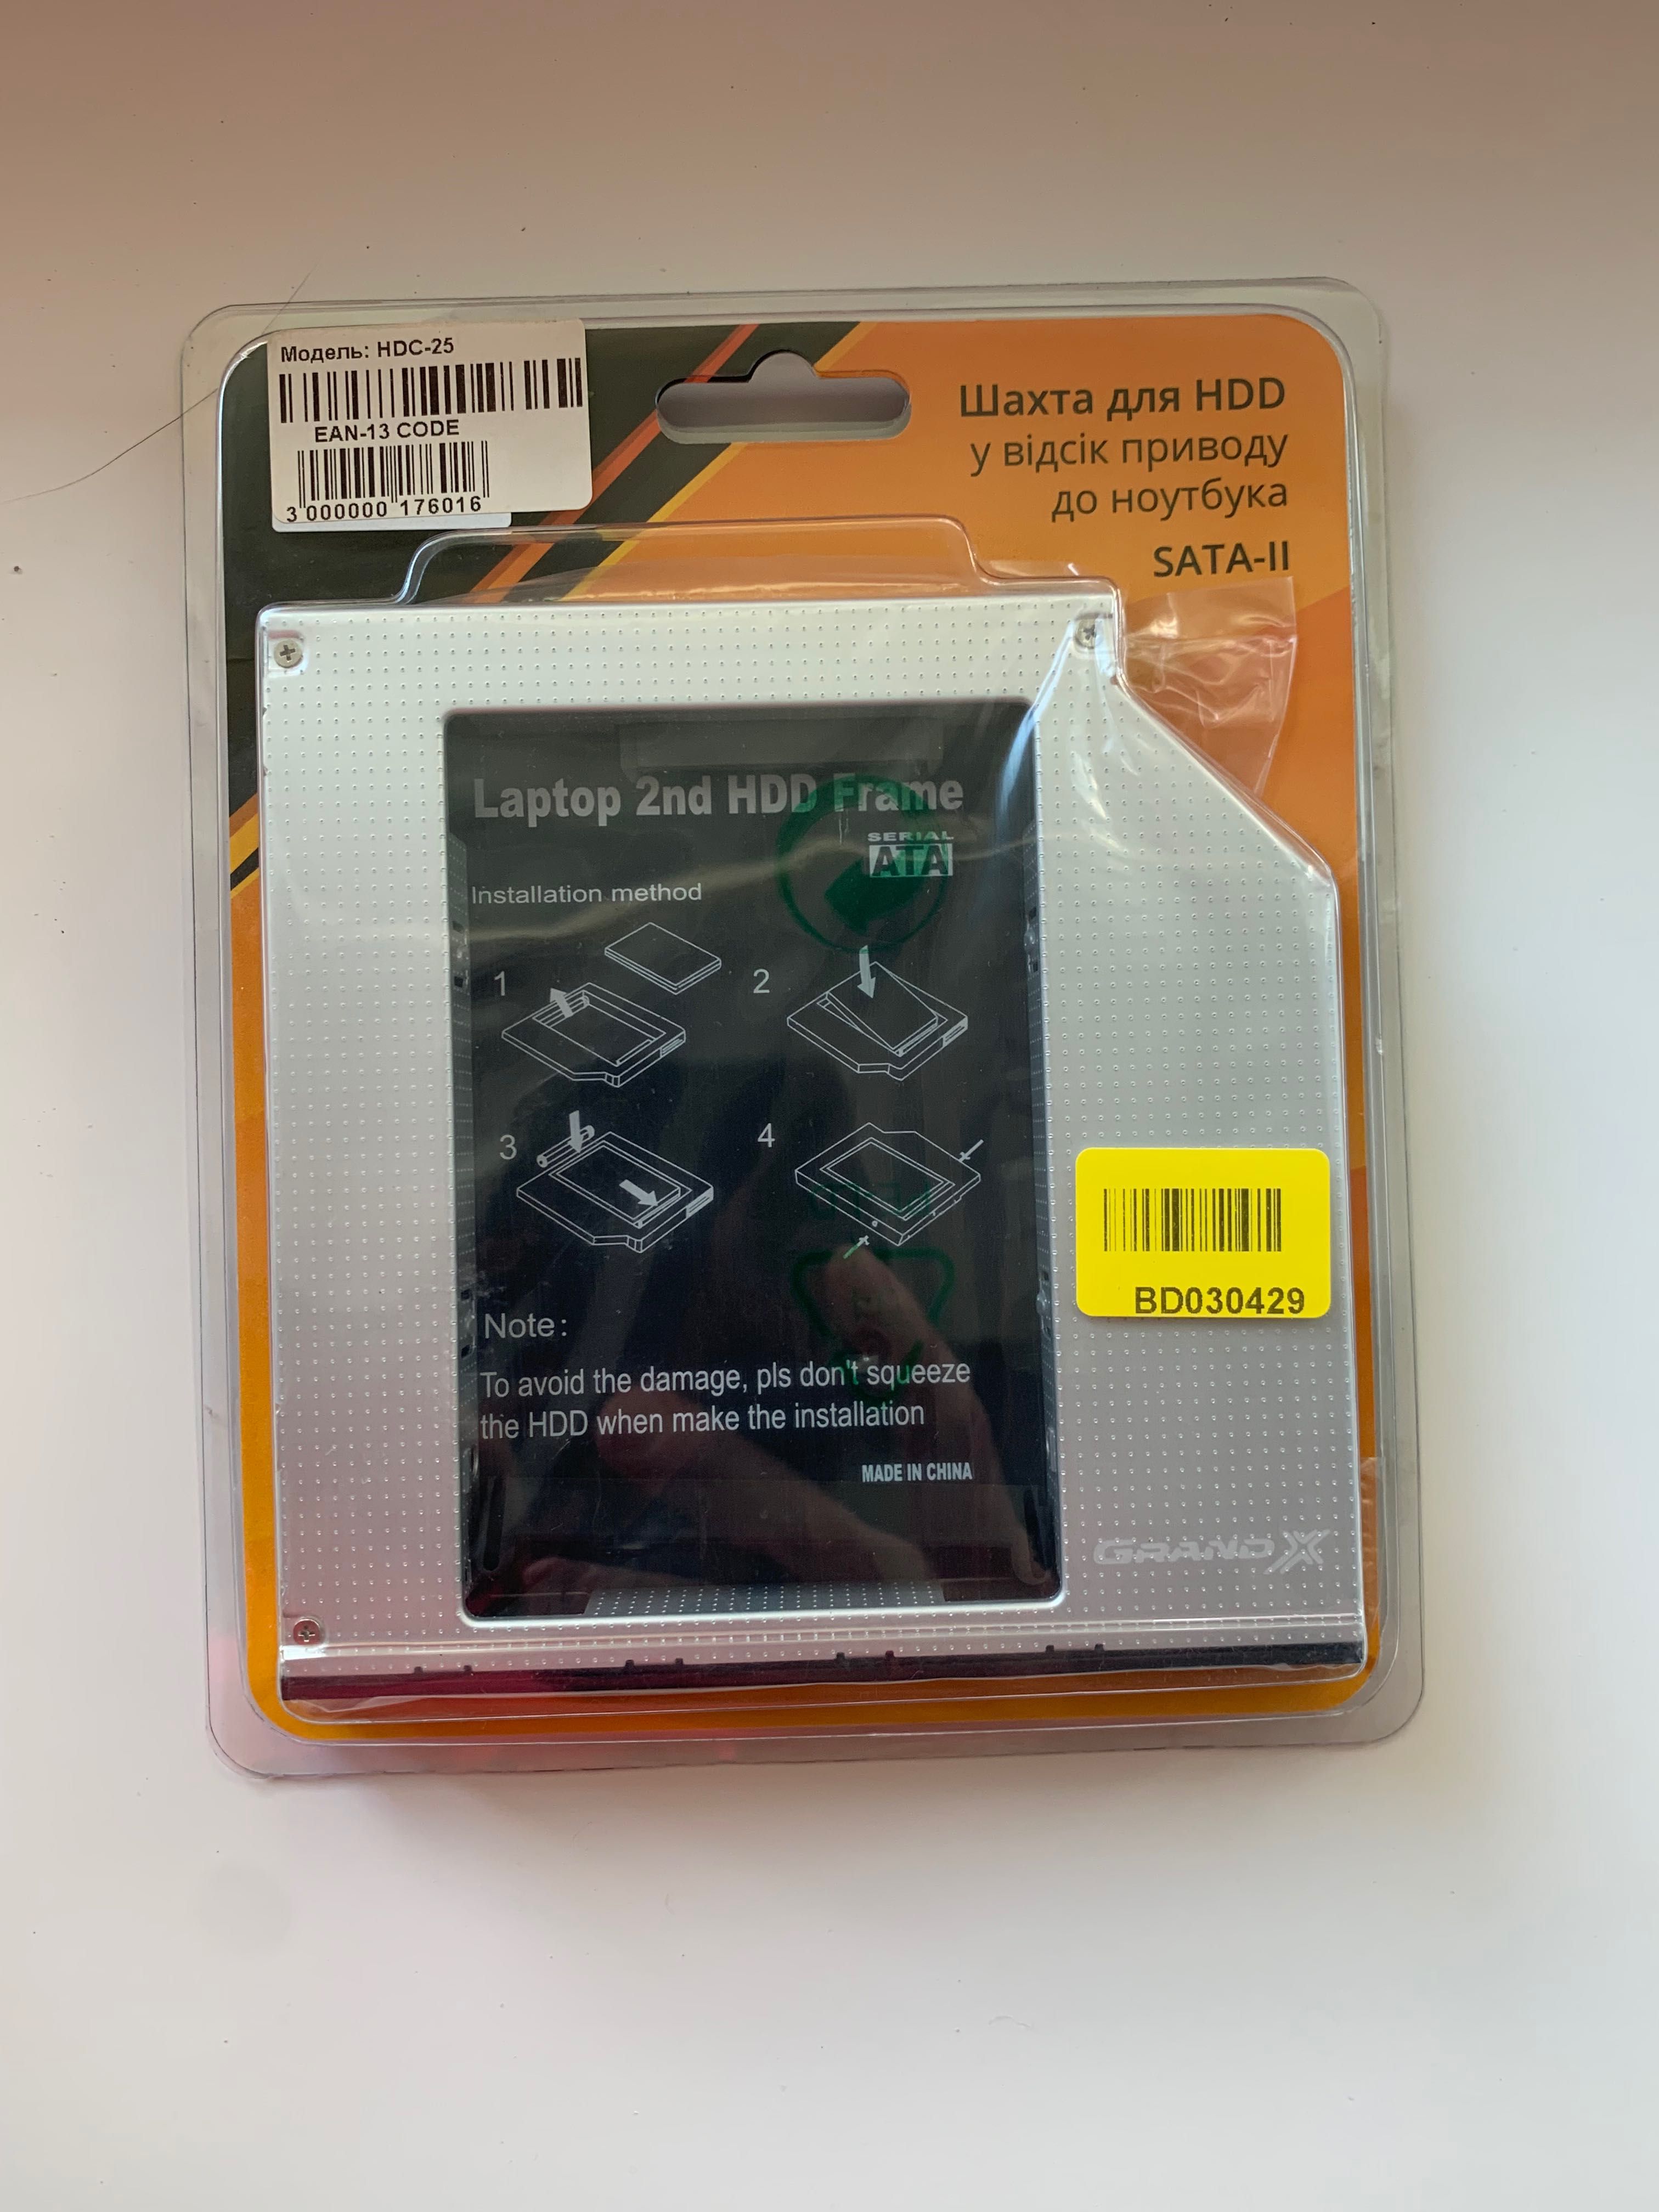 Модель: HDC-25
EAN-13 CODE
3 000000 176016
Шахта для HDD
у відсік приводу
до ноутбука
SATA-II
Laptop 2nd HDD Frame
SERIAL
ATA
Installation method
1
2
3
4
Note:
To avoid the damage, pls don't squeeze
the HDD when make the installation
MADE IN CHINA
BD030429
GRAND X